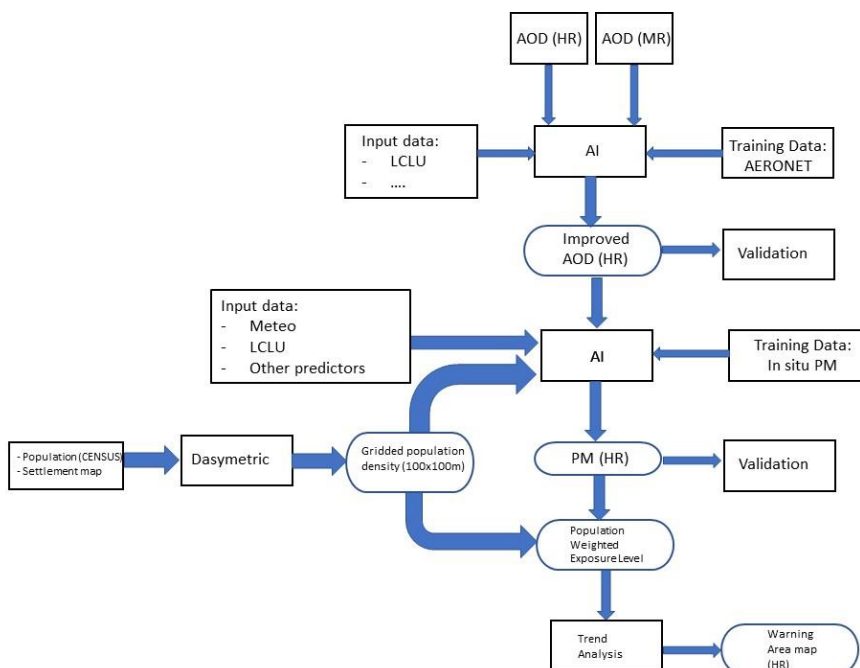 AOD (HR)
AOD (MR)
Input data:
- LCLU
- ....
AI
Training Data:
AERONET
Improved
AOD (HR)
Validation
Input data:
- Meteo
- LCLU
- Other predictors
AI
Training Data:
In situ PM
- Population (CENSUS)
- Settlement map
Dasymetric
Gridded population
density (100x100m)
PM (HR)
Validation
Population
Weighted
Exposure Level
Trend
Analysis
Warning
Area map
(HR)